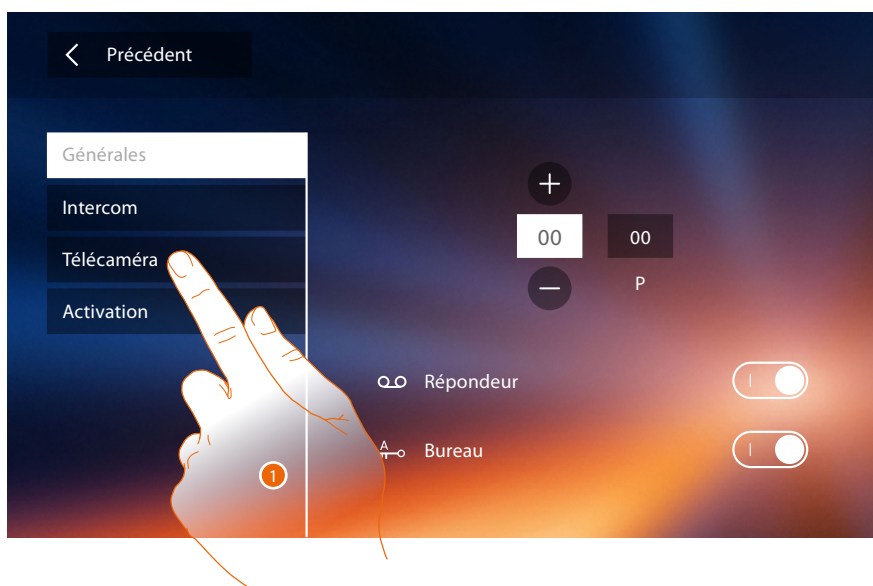 Précédent
Générales
Intercom
Télécaméra
Activation
00 00
P
Répondeur
A
Bureau
1